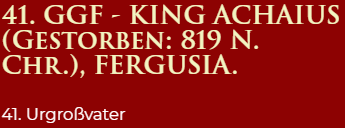 41. GGF - KING ACHAIUS
(GESTORBEN: 819 N.
CHR.), FERGUSIA.
41. Urgroßvater